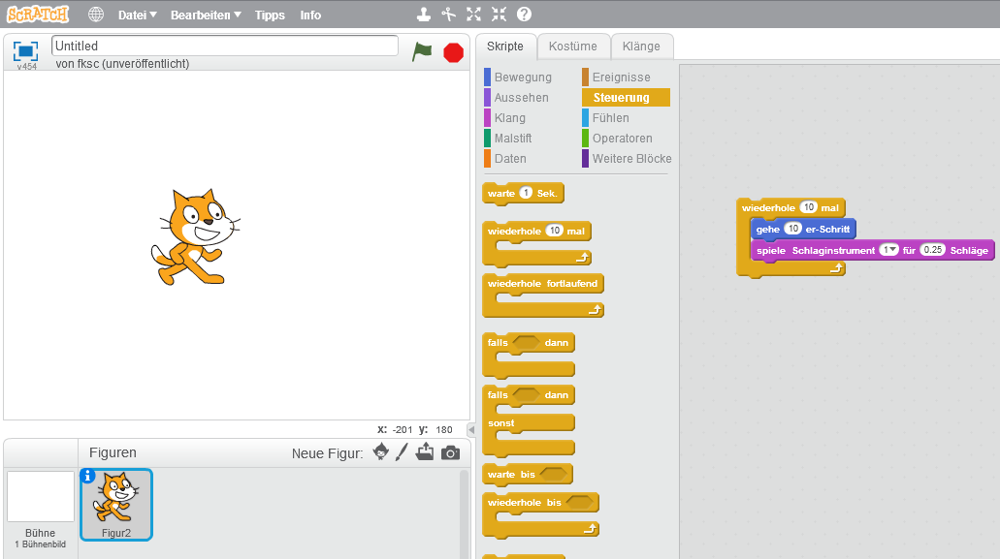 SCRATCH Datei Bearbeiten Tipps Info
v454
Untitled
von fksc (unveröffentlicht)
x: -201 y: 180
Figuren
Neue Figur:
Bühne
1 Bühnenbild
Figur2
Skripte Kostüme Klänge
Bewegung Ereignisse
Aussehen Steuerung
Klang Fühlen
Malstift Operatoren
Daten Weitere Blöcke
warte 1 Sek.
wiederhole 10 mal
wiederhole fortlaufend
falls dann
falls dann
sonst
warte bis
wiederhole bis
wiederhole 10 mal
gehe 10 er-Schritt
spiele Schlaginstrument 1 für 0.25 Schläge